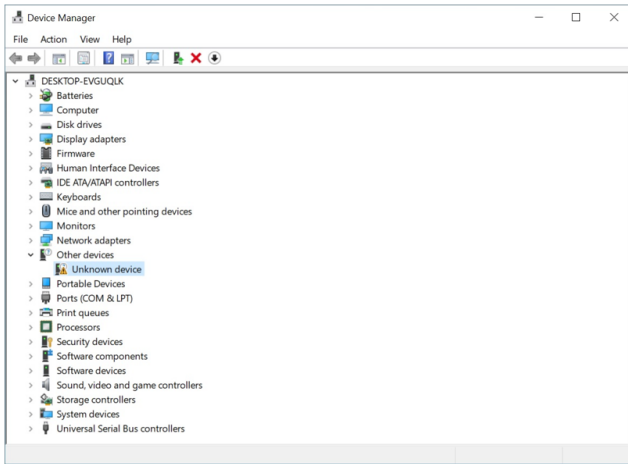 Device Manager
File Action View Help
DESKTOP-EVGUQLK
Batteries
Computer
Disk drives
Display adapters
Firmware
Human Interface Devices
IDE ATA/ATAPI controllers
Keyboards
Mice and other pointing devices
Monitors
Network adapters
Other devices
Unknown device
Portable Devices
Ports (COM & LPT)
Print queues
Processors
Security devices
Software components
Software devices
Sound, video and game controllers
Storage controllers
System devices
Universal Serial Bus controllers